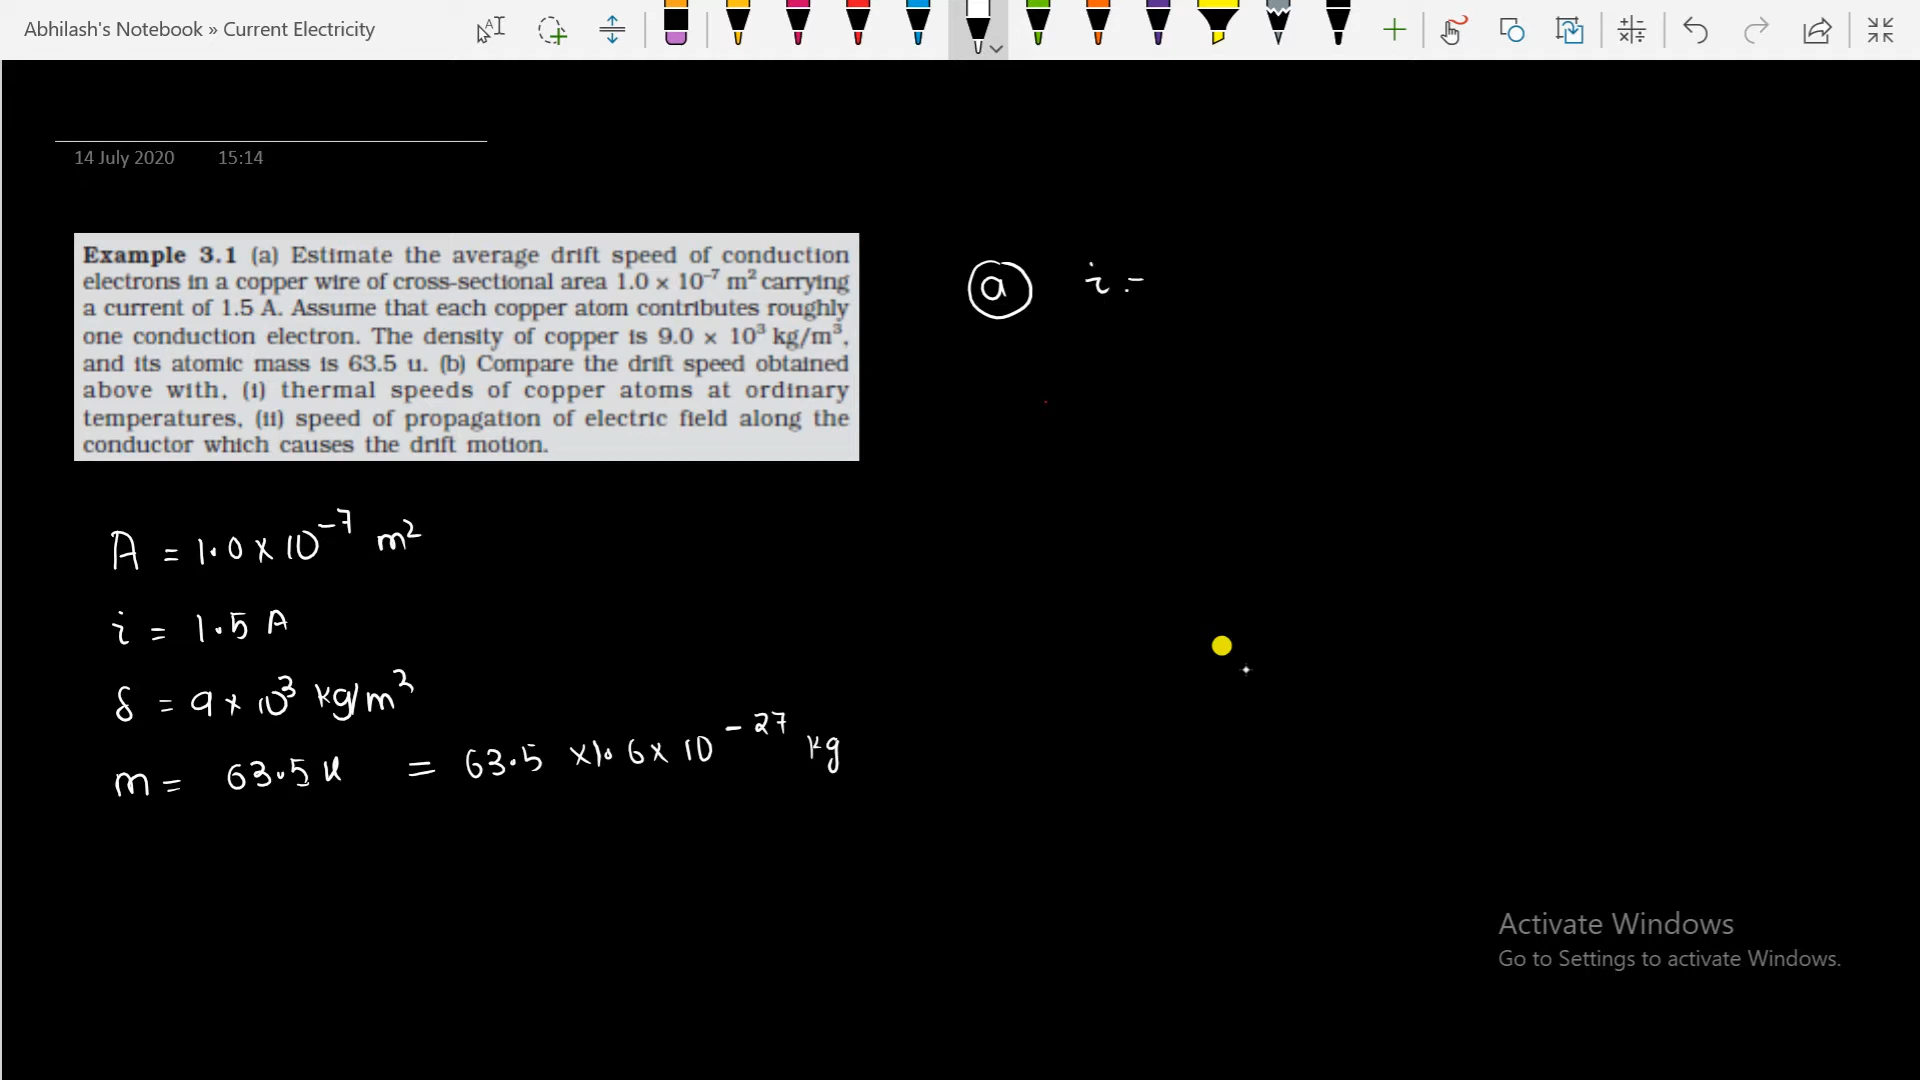 Abhilash's Notebook » Current Electricity
14 July 2020 15:14
Example 3.1 (a) Estimate the average drift speed of conduction
electrons in a copper wire of cross-sectional area 1.0 × 10⁻⁷ m² carrying
a current of 1.5 A. Assume that each copper atom contributes roughly
one conduction electron. The density of copper is 9.0 × 10³ kg/m³,
and its atomic mass is 63.5 u. (b) Compare the drift speed obtained
above with, (i) thermal speeds of copper atoms at ordinary
temperatures, (ii) speed of propagation of electric field along the
conductor which causes the drift motion.
A = 1.0 × 10⁻⁷ m²
i = 1.5 A
δ = 9 × 10³ kg/m³
m = 63.5 u = 63.5 × 1.6 × 10⁻²⁷ kg
a i =
Activate Windows
Go to Settings to activate Windows.